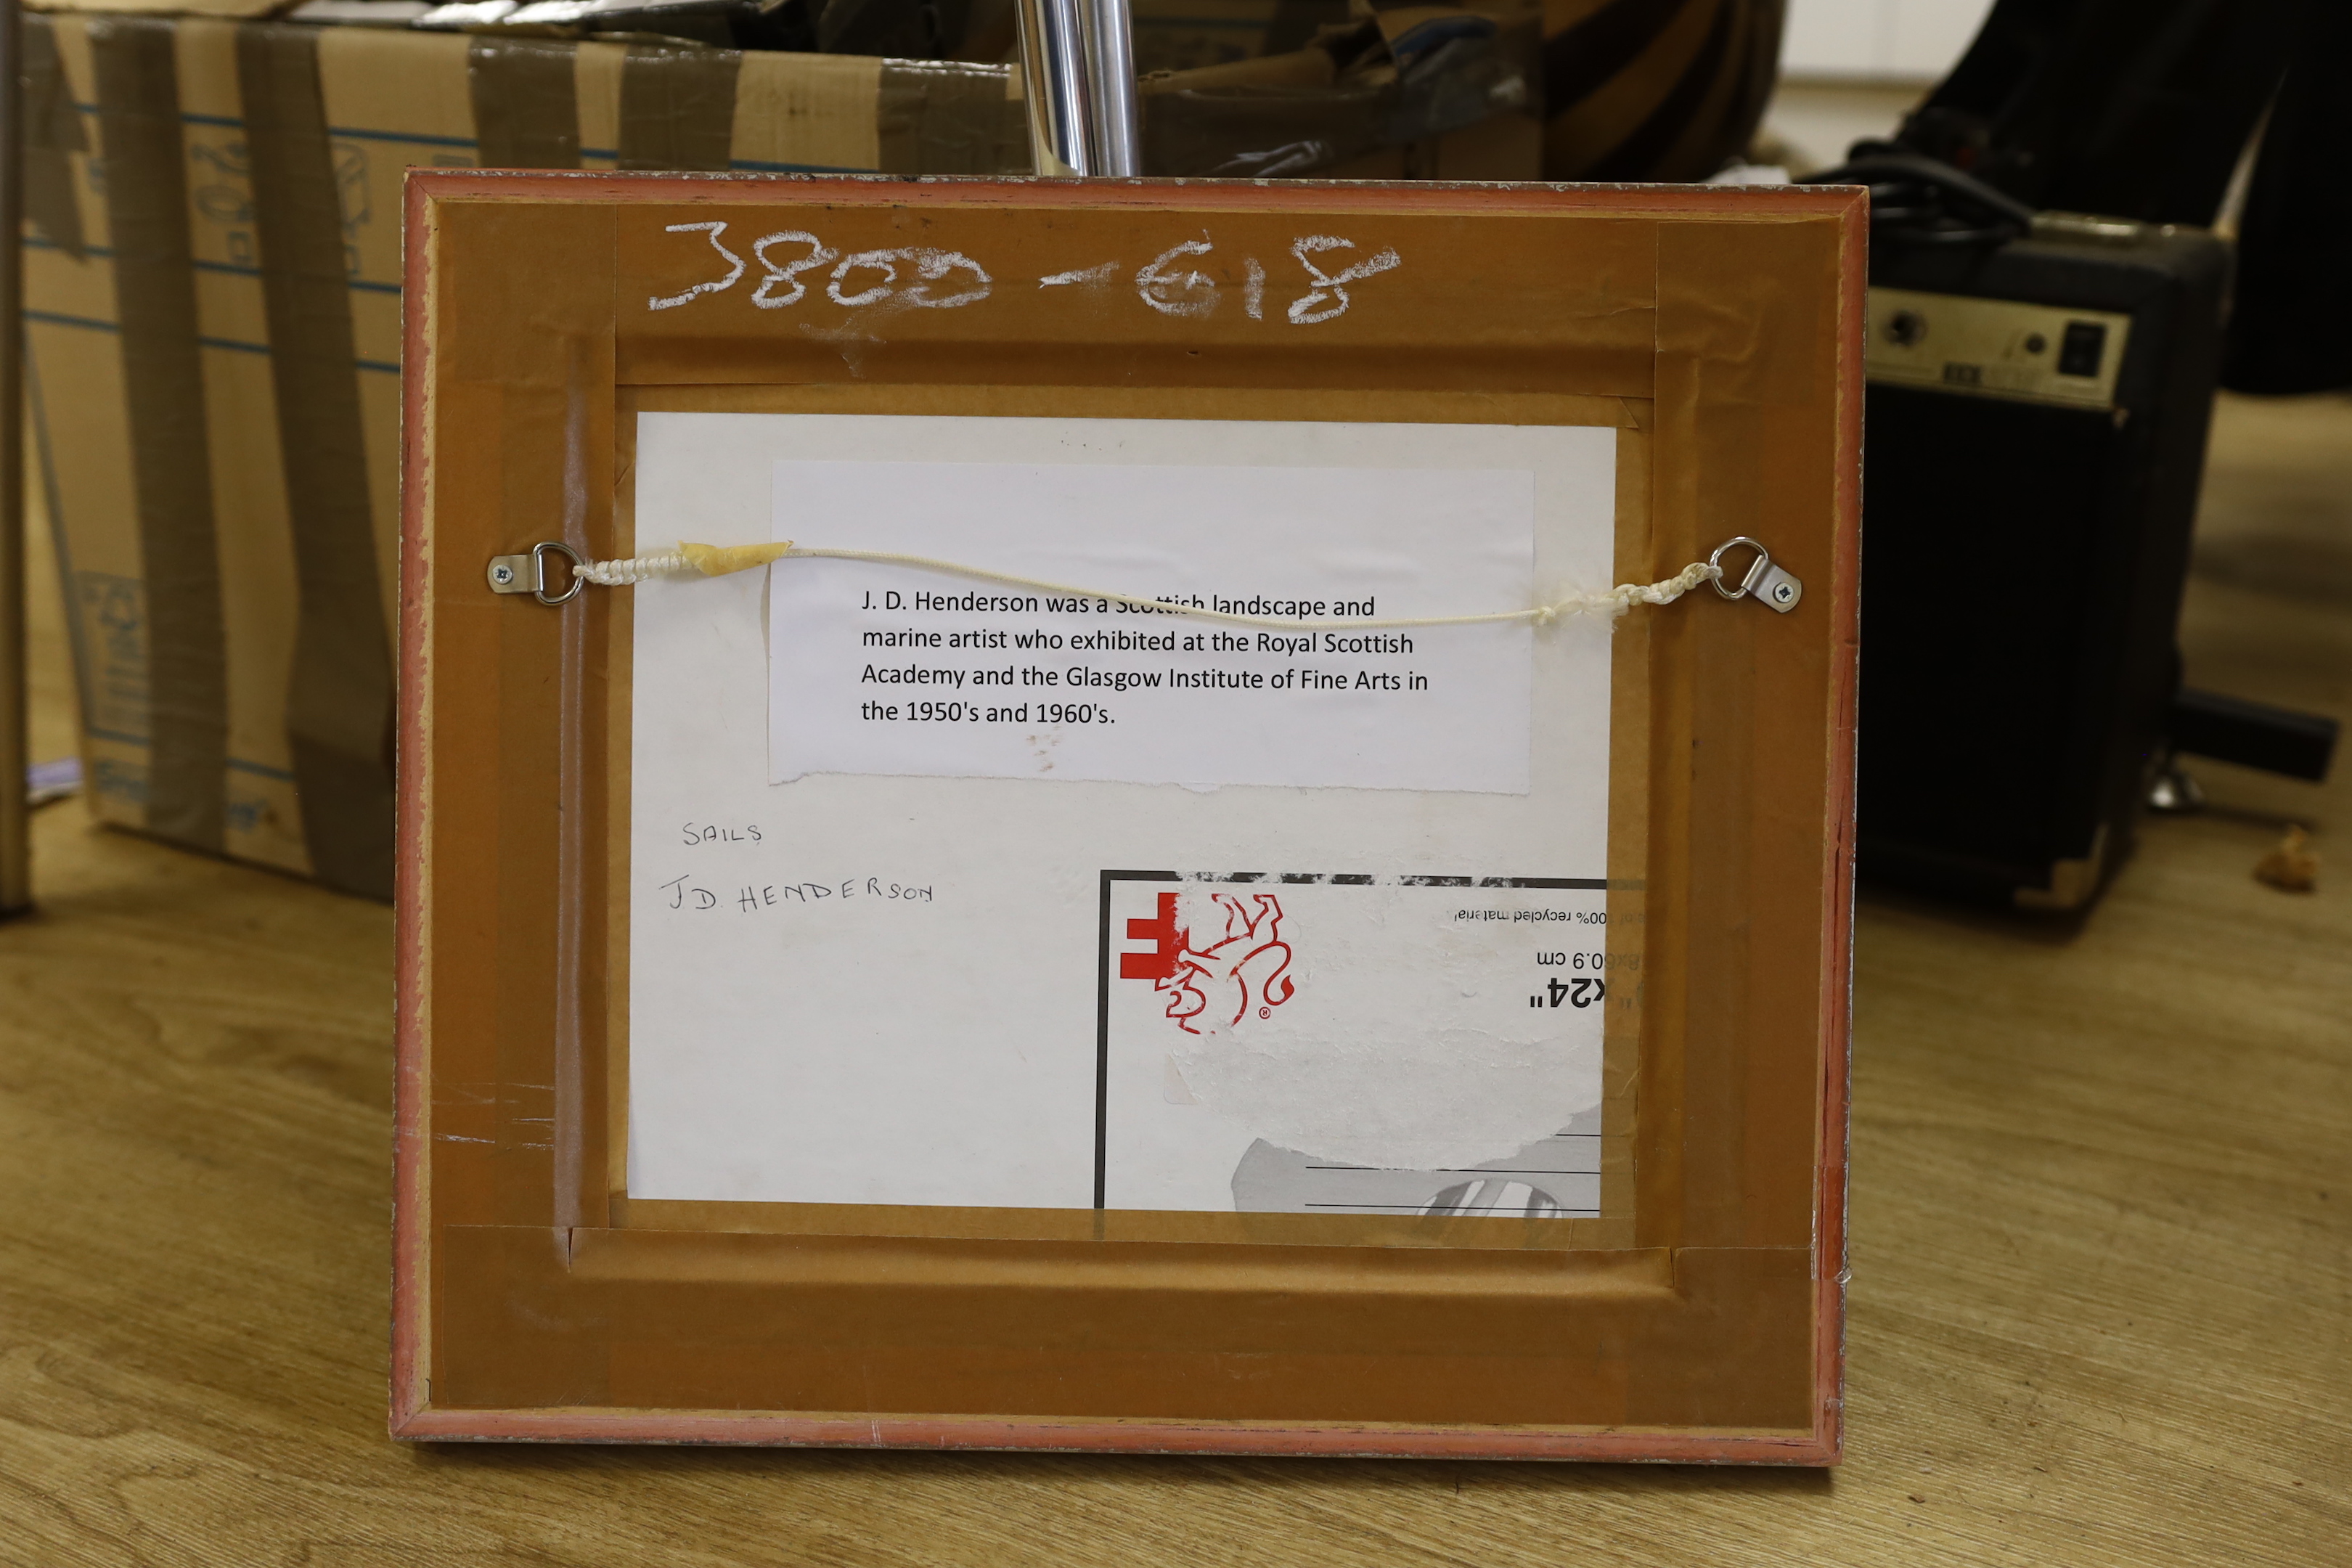 3800-618
J. D. Henderson was a Scottish landscape and
marine artist who exhibited at the Royal Scottish
Academy and the Glasgow Institute of Fine Arts in
the 1950's and 1960's.
SAILS
J D. HENDERSON
100% recycled material
x60.9 cm
x24"
®